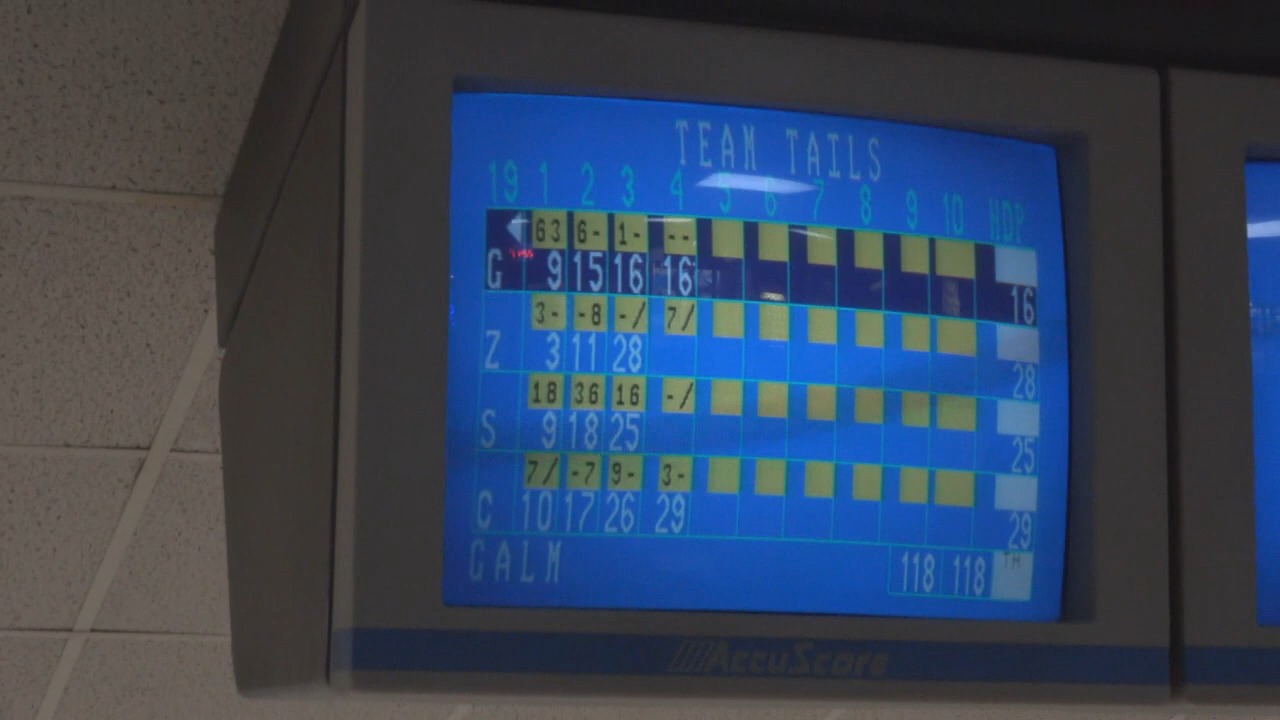 TEAM TAILS
19 1 2 3 4 5 6 7 8 9 10 HDP
63 6- 1- --
G 9 15 16 16 16
3- -8 -/ 7/
Z 3 11 28 28
18 36 16 -/
S 9 18 25 25
7/ -7 9- 3-
C 10 17 26 29 29
TH
GALM 118 118
AccuScore